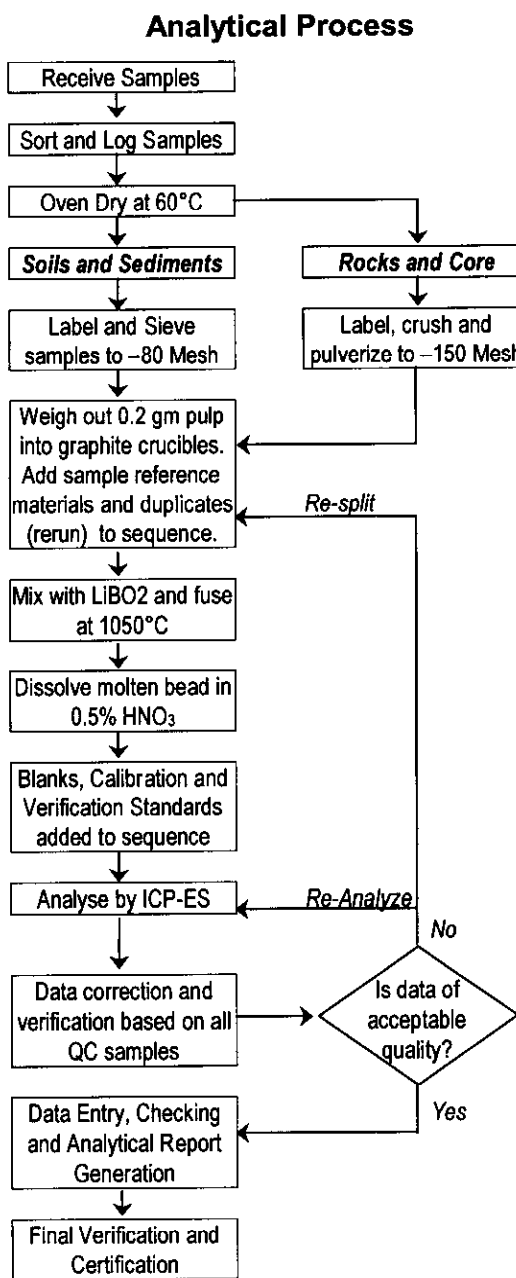 Analytical Process
Receive Samples
Sort and Log Samples
Oven Dry at 60°C
Soils and Sediments
Rocks and Core
Label and Sieve
samples to –80 Mesh
Label, crush and
pulverize to –150 Mesh
Weigh out 0.2 gm pulp
into graphite crucibles.
Add sample reference
materials and duplicates
(rerun) to sequence.
Re-split
Mix with LiBO2 and fuse
at 1050°C
Dissolve molten bead in
0.5% HNO₃
Blanks, Calibration and
Verification Standards
added to sequence
Analyse by ICP-ES
Re-Analyze
No
Data correction and
verification based on all
QC samples
Is data of
acceptable
quality?
Yes
Data Entry, Checking
and Analytical Report
Generation
Final Verification and
Certification